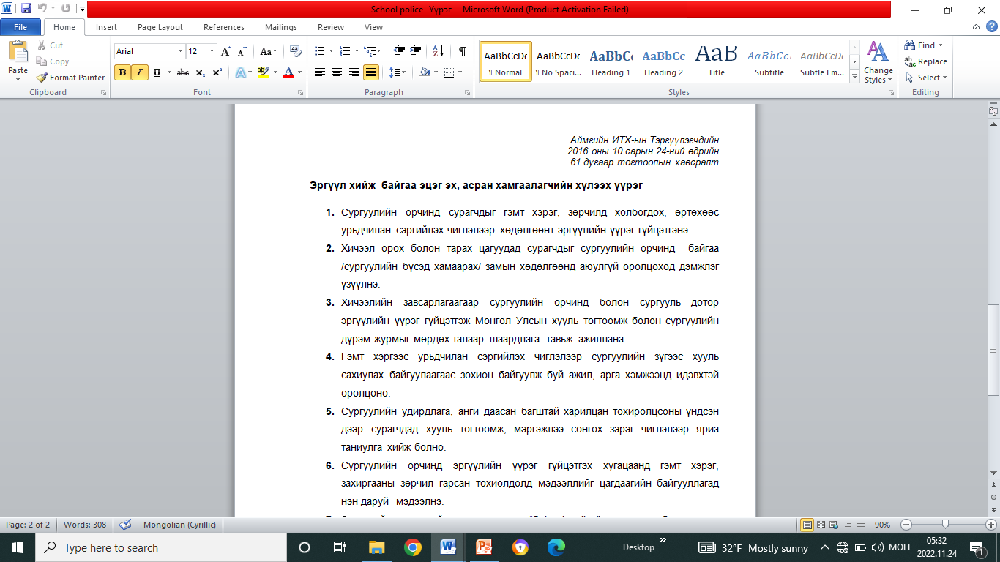 School police- Үүрэг - Microsoft Word (Product Activation Failed)
File Home Insert Page Layout References Mailings Review View
Paste Cut Copy Format Painter Clipboard
Arial 12 Font
Paragraph
AaBbCcDc AaBbCcDc AaBbCc AaBbCc AaB AaBbCc. AaBbCcDc
¶ Normal ¶ No Spaci... Heading 1 Heading 2 Title Subtitle Subtle Em...
Styles
Change Styles
Find Replace Select Editing
Аймгийн ИТХ-ын Тэргүүлэгчдийн
2016 оны 10 сарын 24-ний өдрийн
61 дугаар тогтоолын хавсралт
Эргүүл хийж байгаа эцэг эх, асран хамгаалагчийн хүлээх үүрэг
1. Сургуулийн орчинд сурагчдыг гэмт хэрэг, зөрчилд холбогдох, өртөхөөс
урьдчилан сэргийлэх чиглэлээр хөдөлгөөнт эргүүлийн үүрэг гүйцэтгэнэ.
2. Хичээл орох болон тарах цагуудад сурагчдыг сургуулийн орчинд байгаа
/сургуулийн бүсэд хамаарах/ замын хөдөлгөөнд аюулгүй оролцоход дэмжлэг
үзүүлнэ.
3. Хичээлийн завсарлагаагаар сургуулийн орчинд болон сургууль дотор
эргүүлийн үүрэг гүйцэтгэж Монгол Улсын хууль тогтоомж болон сургуулийн
дүрэм журмыг мөрдөх талаар шаардлага тавьж ажиллана.
4. Гэмт хэргээс урьдчилан сэргийлэх чиглэлээр сургуулийн зүгээс хууль
сахиулах байгуулаагаас зохион байгуулж буй ажил, арга хэмжээнд идэвхтэй
оролцоно.
5. Сургуулийн удирдлага, анги даасан багштай харилцан тохиролцсоны үндсэн
дээр сурагчдад хууль тогтоомж, мэргэжлээ сонгох зэрэг чиглэлээр яриа
таниулга хийж болно.
6. Сургуулийн орчинд эргүүлийн үүрэг гүйцэтгэх хугацаанд гэмт хэрэг,
захиргааны зөрчил гарсан тохиолдолд мэдээллийг цагдаагийн байгууллагад
нэн даруй мэдээлнэ.
Page: 2 of 2 Words: 308 Mongolian (Cyrillic) 90%
Type here to search Desktop 32°F Mostly sunny МОН 05:32
2022.11.24